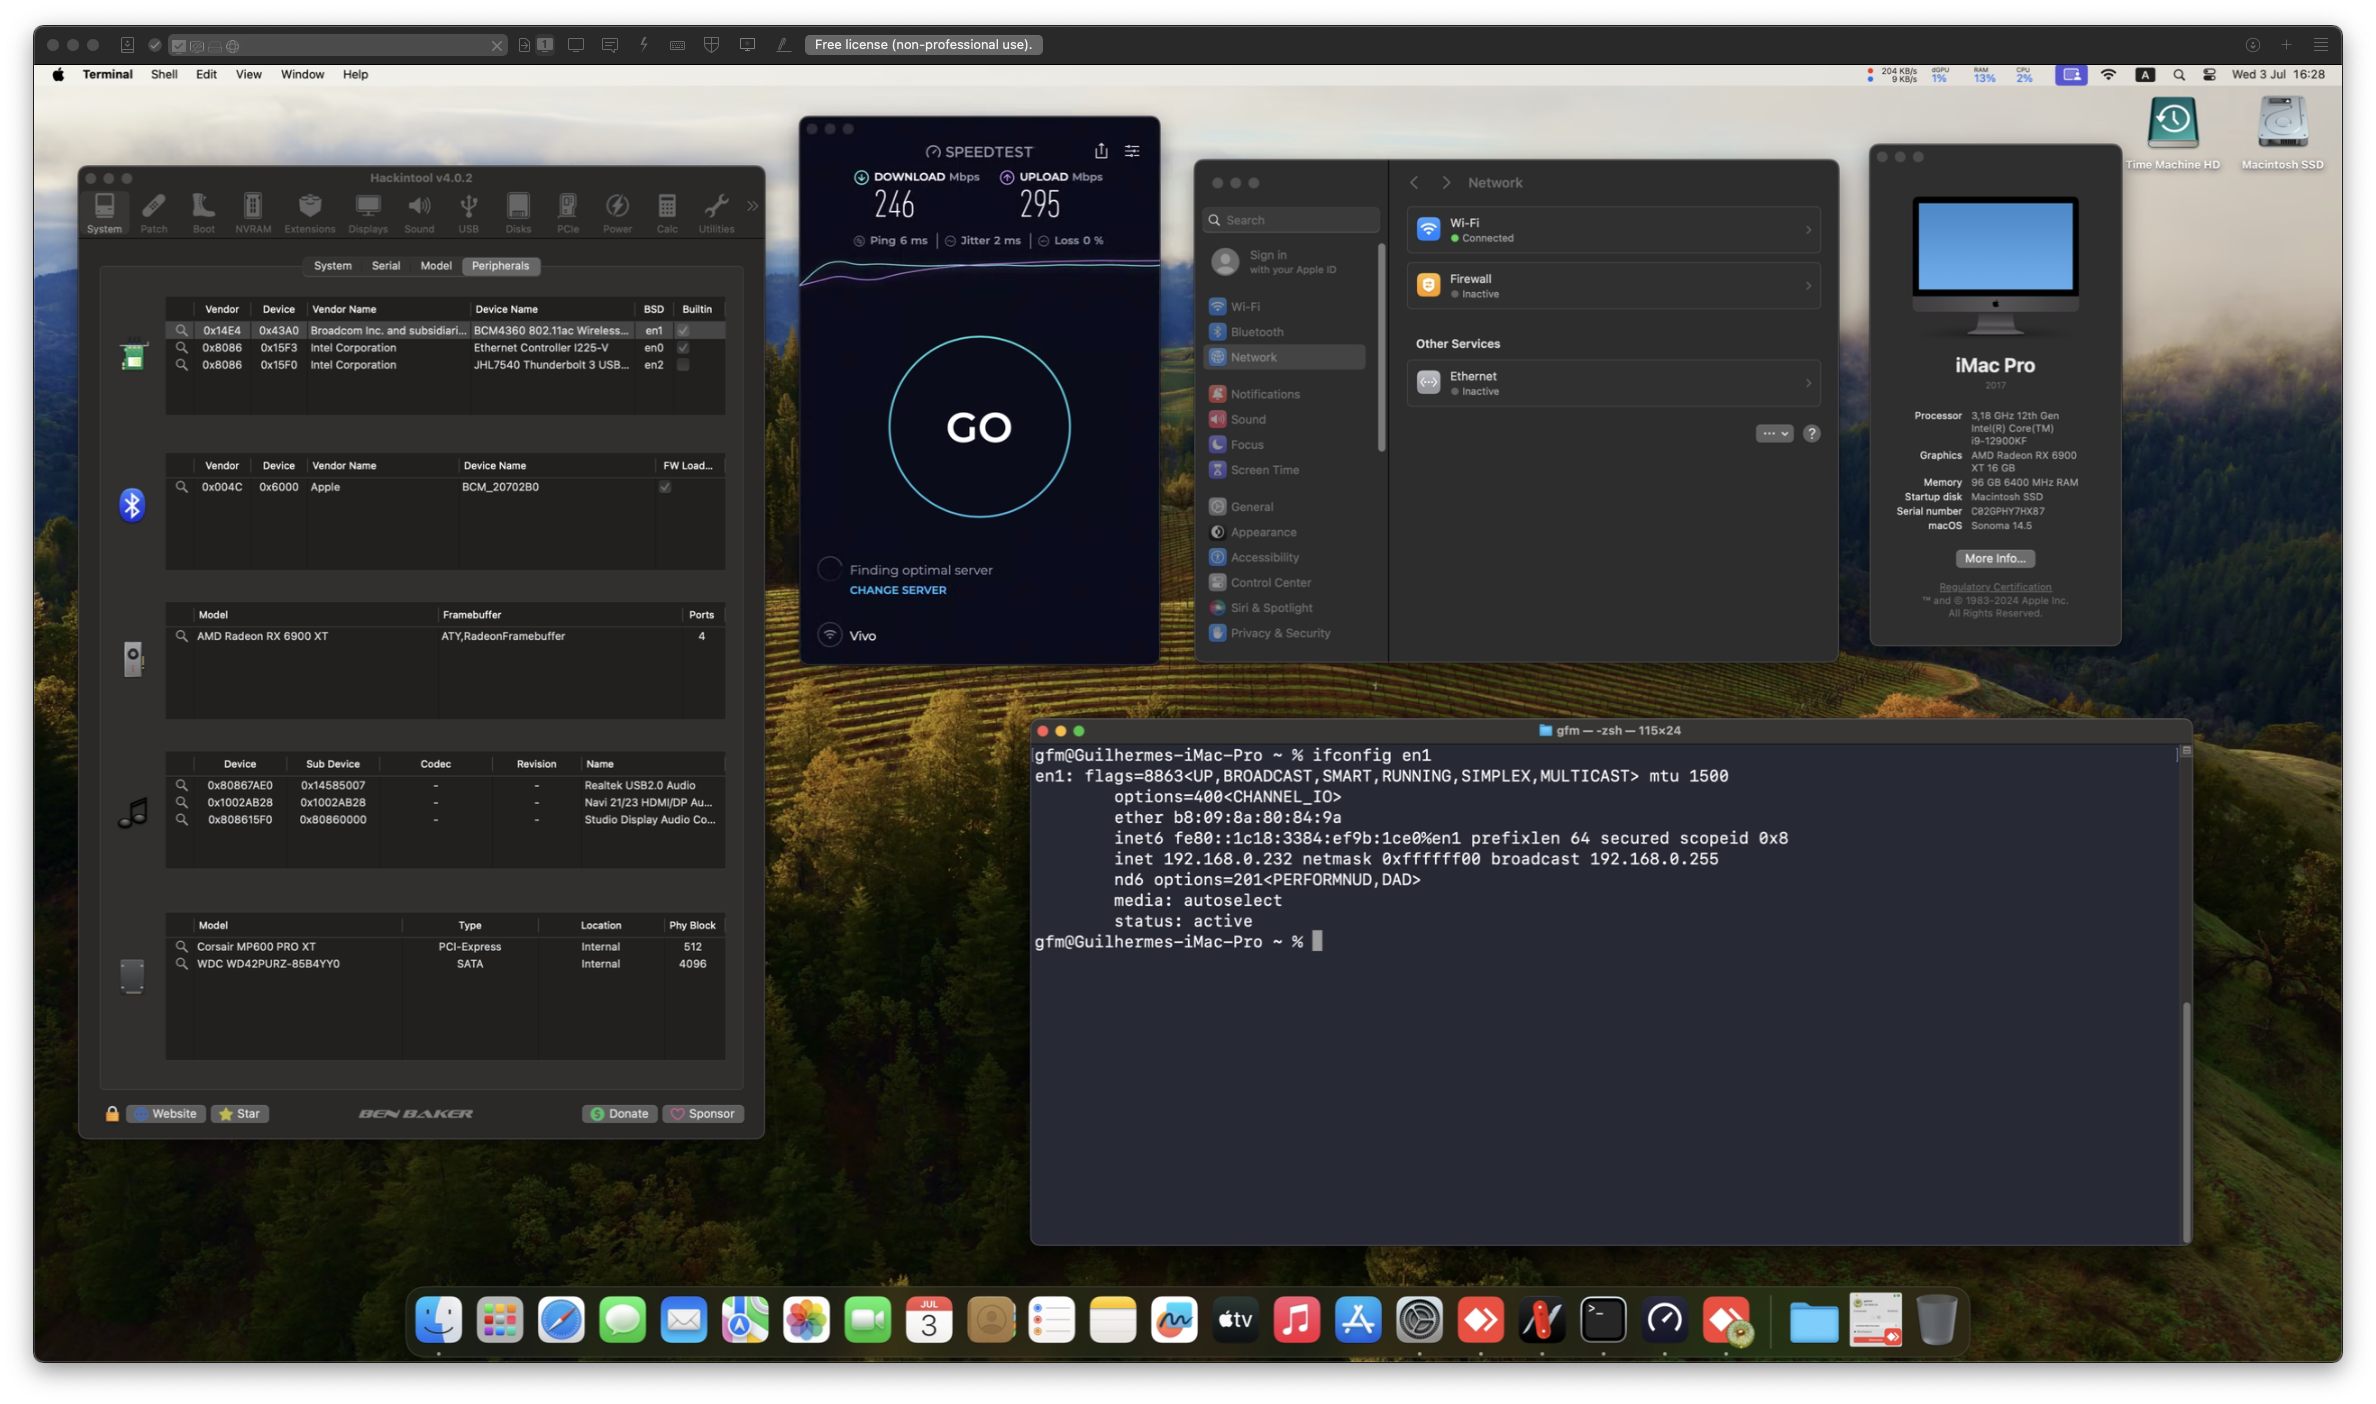 Free license (non-professional use).
Terminal Shell Edit View Window Help
204 KB/s
9 KB/s
dGPU
1%
RAM
13%
CPU
2%
A
Wed 3 Jul 16:28
Time Machine HD
Macintosh SSD
Hackintool v4.0.2
System Patch Boot NVRAM Extensions Displays Sound USB Disks PCIe Power Calc Utilities
System Serial Model Peripherals
Vendor Device Vendor Name Device Name BSD Builtin
0x14E4 0x43A0 Broadcom Inc. and subsidiari... BCM4360 802.11ac Wireless... en1
0x8086 0x15F3 Intel Corporation Ethernet Controller I225-V en0
0x8086 0x15F0 Intel Corporation JHL7540 Thunderbolt 3 USB... en2
Vendor Device Vendor Name Device Name FW Load...
0x004C 0x6000 Apple BCM_20702B0
Model Framebuffer Ports
AMD Radeon RX 6900 XT ATY,RadeonFramebuffer 4
Device Sub Device Codec Revision Name
0x80867AE0 0x14585007 - - Realtek USB2.0 Audio
0x1002AB28 0x1002AB28 - - Navi 21/23 HDMI/DP Au...
0x808615F0 0x80860000 - - Studio Display Audio Co...
Model Type Location Phy Block
Corsair MP600 PRO XT PCI-Express Internal 512
WDC WD42PURZ-85B4YY0 SATA Internal 4096
Website Star BEN BAKER Donate Sponsor
SPEEDTEST
DOWNLOAD Mbps UPLOAD Mbps
246 295
Ping 6 ms Jitter 2 ms Loss 0 %
GO
Finding optimal server
CHANGE SERVER
Vivo
Search
Sign in
with your Apple ID
Wi-Fi
Bluetooth
Network
Notifications
Sound
Focus
Screen Time
General
Appearance
Accessibility
Control Center
Siri & Spotlight
Privacy & Security
Network
Wi-Fi
Connected
Firewall
Inactive
Other Services
Ethernet
Inactive
?
iMac Pro
2017
Processor 3,18 GHz 12th Gen
Intel(R) Core(TM)
i9-12900KF
Graphics AMD Radeon RX 6900
XT 16 GB
Memory 96 GB 6400 MHz RAM
Startup disk Macintosh SSD
Serial number C02GPHY7HX87
macOS Sonoma 14.5
More Info...
Regulatory Certification
™ and © 1983-2024 Apple Inc.
All Rights Reserved.
gfm — -zsh — 115×24
gfm@Guilhermes-iMac-Pro ~ % ifconfig en1
en1: flags=8863<UP,BROADCAST,SMART,RUNNING,SIMPLEX,MULTICAST> mtu 1500
options=400<CHANNEL_IO>
ether b8:09:8a:80:84:9a
inet6 fe80::1c18:3384:ef9b:1ce0%en1 prefixlen 64 secured scopeid 0x8
inet 192.168.0.232 netmask 0xffffff00 broadcast 192.168.0.255
nd6 options=201<PERFORMNUD,DAD>
media: autoselect
status: active
gfm@Guilhermes-iMac-Pro ~ %
JUL
3
tv